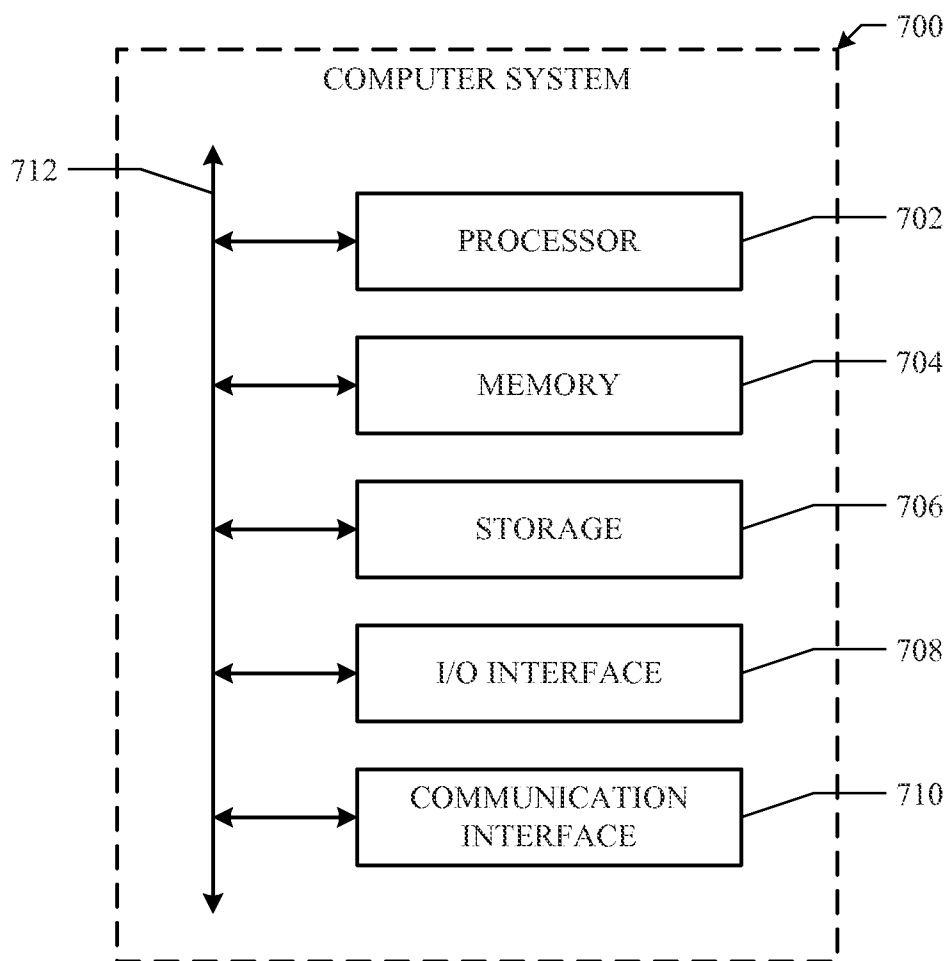 700
COMPUTER SYSTEM
712
PROCESSOR
702
MEMORY
704
STORAGE
706
I/O INTERFACE
708
COMMUNICATION
INTERFACE
710